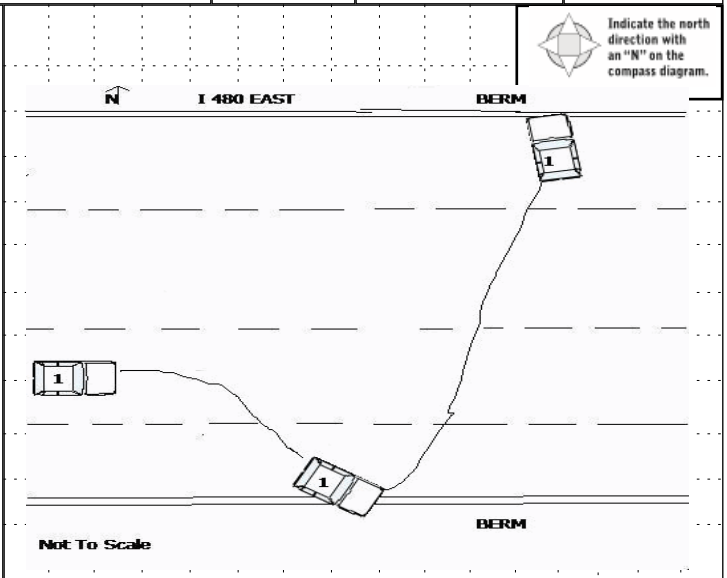 Indicate the north
direction with
an "N" on the
compass diagram.
N
I 480 EAST
BERM
1
1
1
BERM
Not To Scale